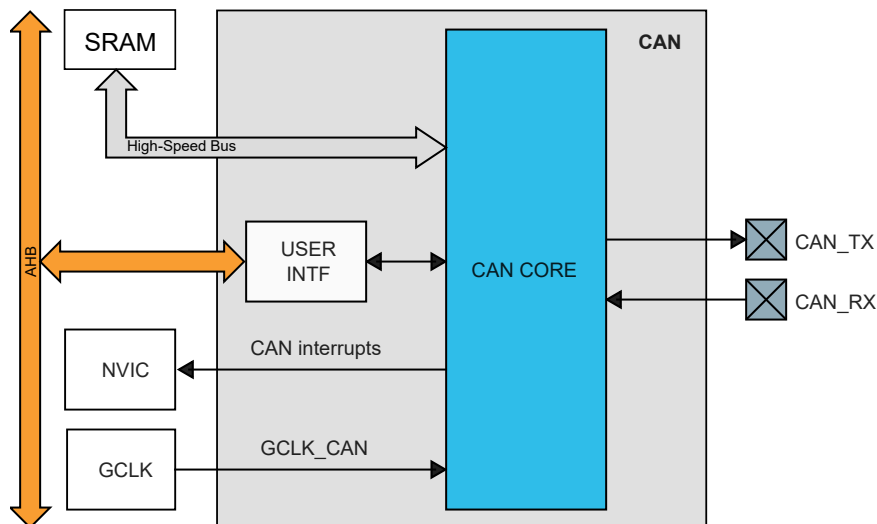 SRAM
CAN
High-Speed Bus
AHB
USER
INTF
CAN CORE
CAN_TX
CAN_RX
CAN interrupts
NVIC
GCLK_CAN
GCLK